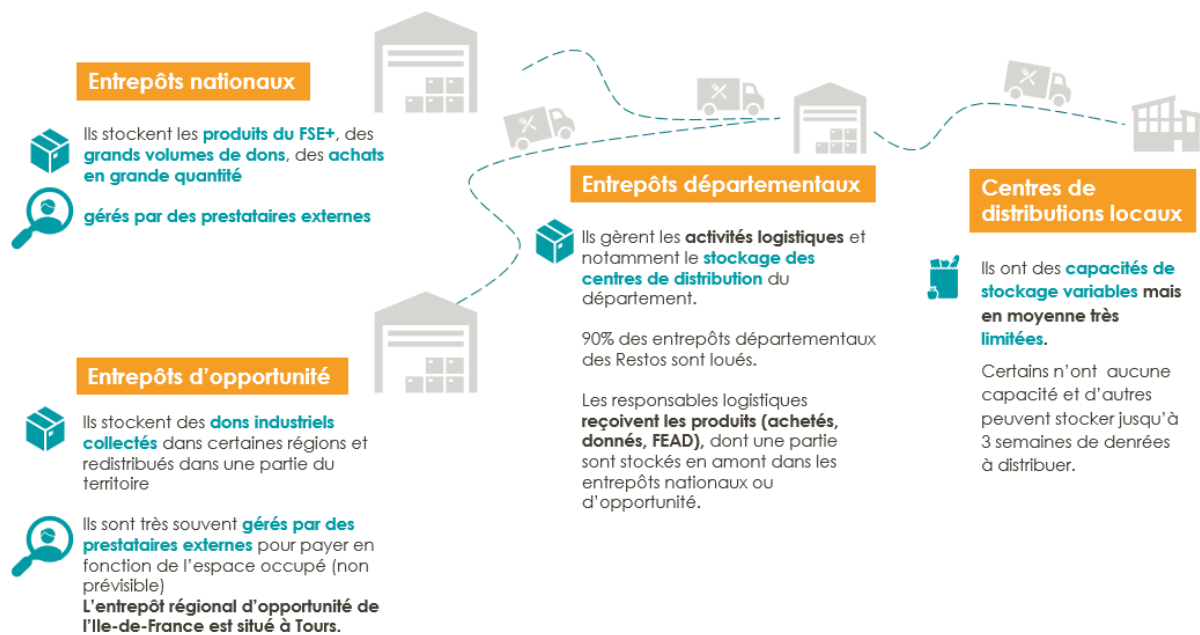 Entrepôts nationaux
Ils stockent les produits du FSE+, des
grands volumes de dons, des achats
en grande quantité
gérés par des prestataires externes
Entrepôts d'opportunité
Ils stockent des dons industriels
collectés dans certaines régions et
redistribués dans une partie du
territoire
Ils sont très souvent gérés par des
prestataires externes pour payer en
fonction de l'espace occupé (non
prévisible)
L'entrepôt régional d'opportunité de
l'Ile-de-France est situé à Tours.
Entrepôts départementaux
Ils gèrent les activités logistiques et
notamment le stockage des
centres de distribution du
département.
90% des entrepôts départementaux
des Restos sont loués.
Les responsables logistiques
reçoivent les produits (achetés,
donnés, FEAD), dont une partie
sont stockés en amont dans les
entrepôts nationaux ou
d'opportunité.
Centres de
distributions locaux
Ils ont des capacités de
stockage variables mais
en moyenne très
limitées.
Certains n'ont aucune
capacité et d'autres
peuvent stocker jusqu'à
3 semaines de denrées
à distribuer.